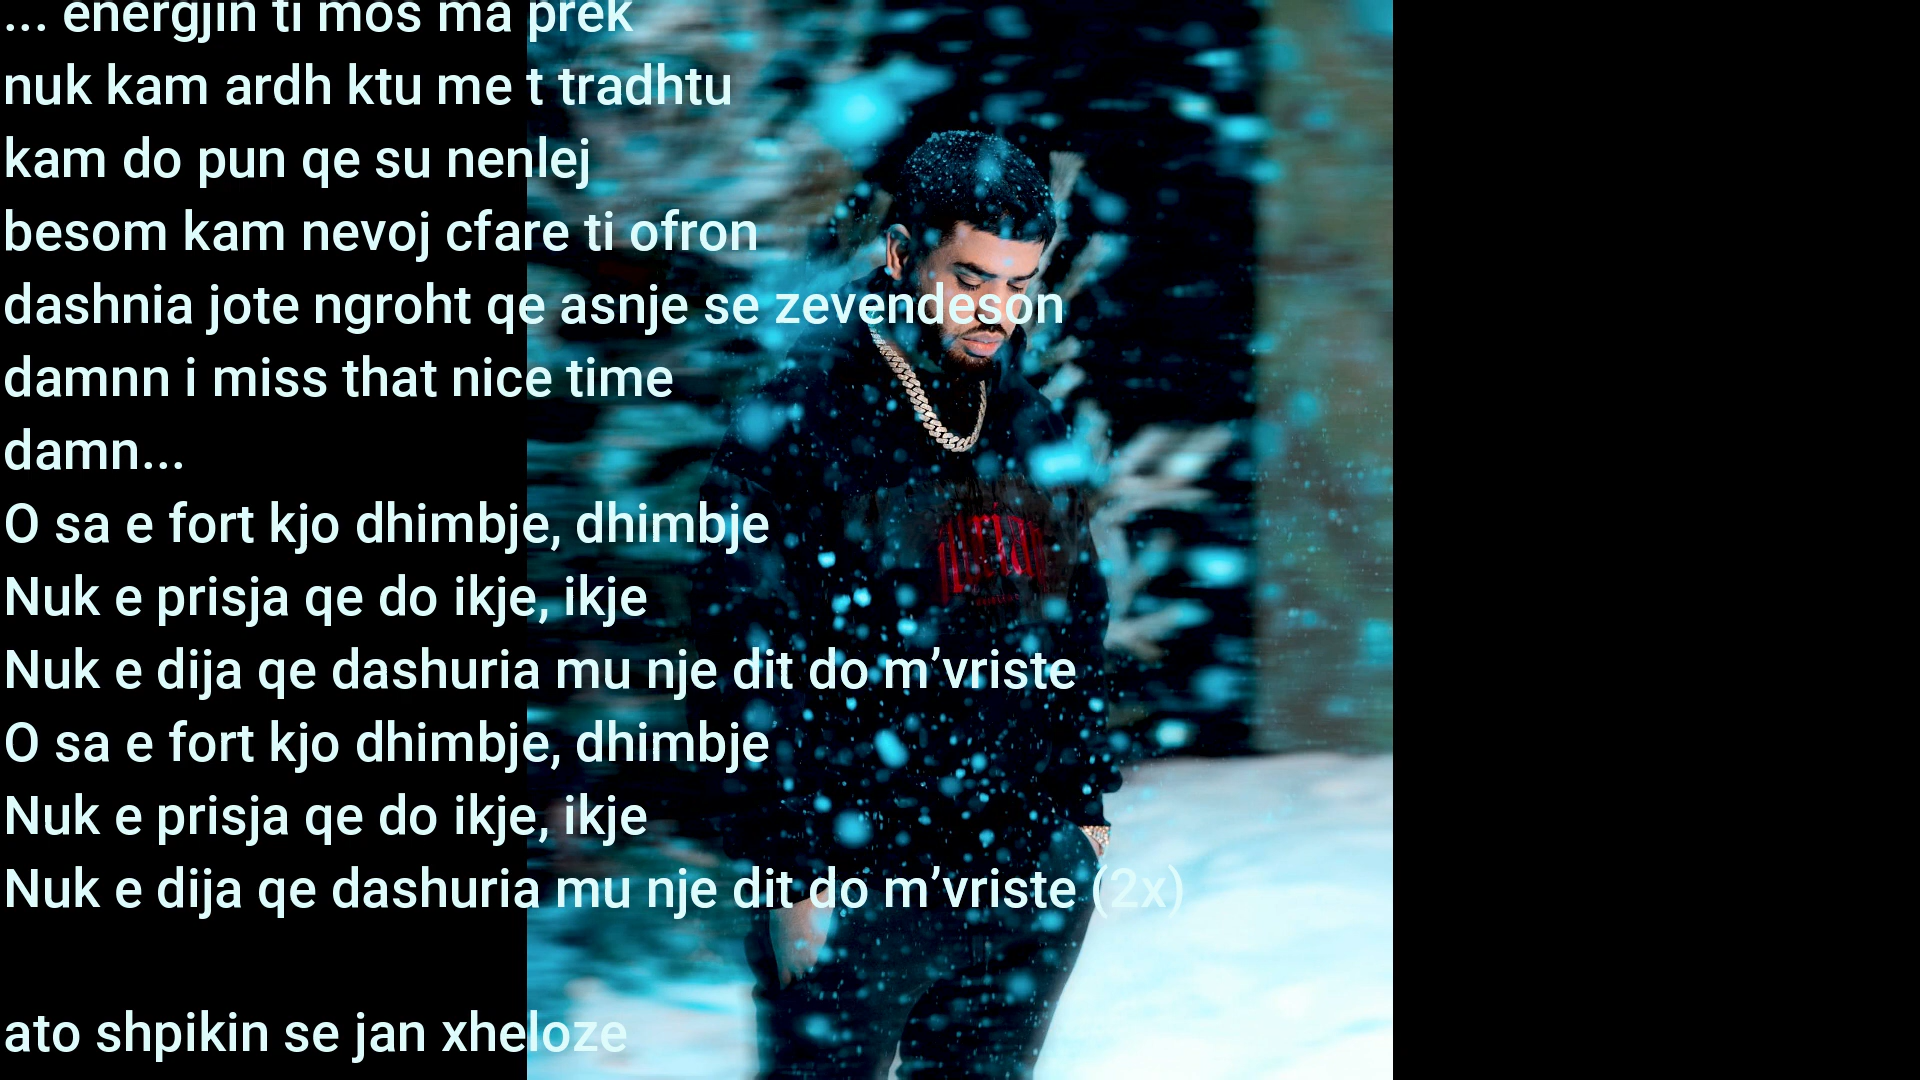 ... energjin ti mos ma prek
nuk kam ardh ktu me t tradhtu
kam do pun qe su nenlej
besom kam nevoj cfare ti ofron
dashnia jote ngroht qe asnje se zevendeson
damnn i miss that nice time
damn...
O sa e fort kjo dhimbje, dhimbje
Nuk e prisja qe do ikje, ikje
Nuk e dija qe dashuria mu nje dit do m’vriste
O sa e fort kjo dhimbje, dhimbje
Nuk e prisja qe do ikje, ikje
Nuk e dija qe dashuria mu nje dit do m’vriste (2x)
ato shpikin se jan xheloze